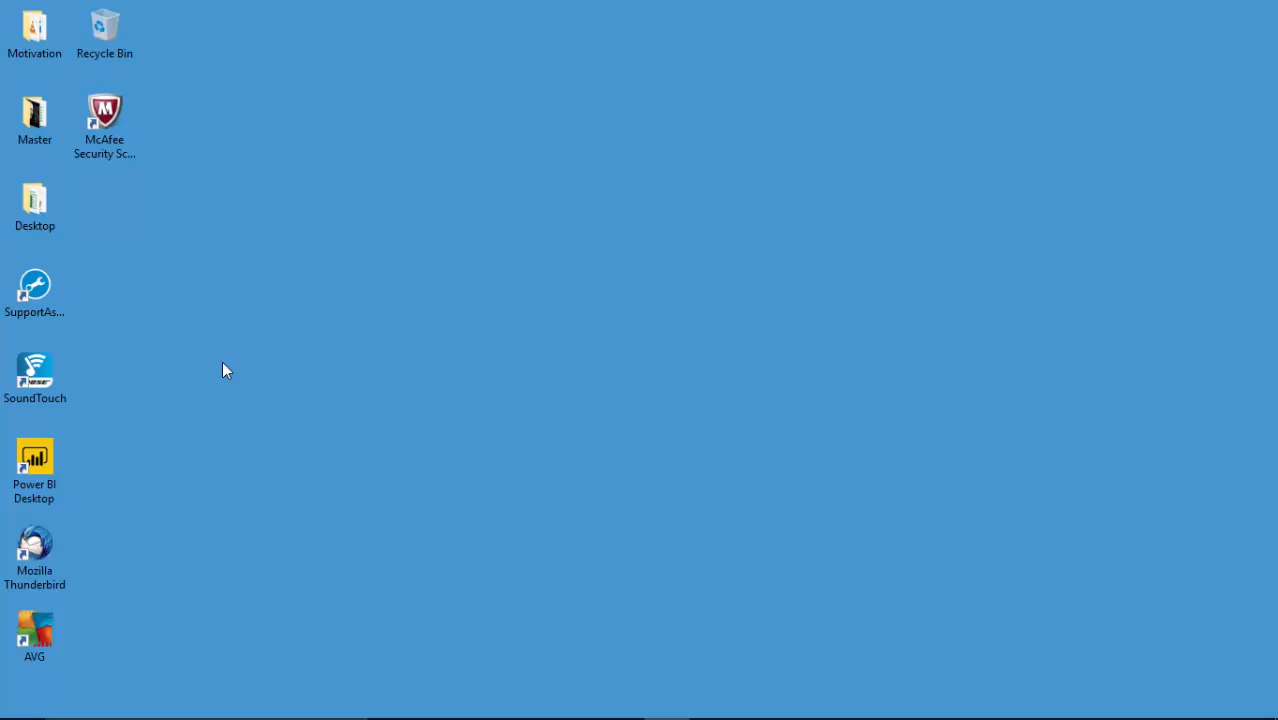 Motivation
Recycle Bin
Master
McAfee
Security Sc...
Desktop
SupportAs...
SoundTouch
Power BI
Desktop
Mozilla
Thunderbird
AVG